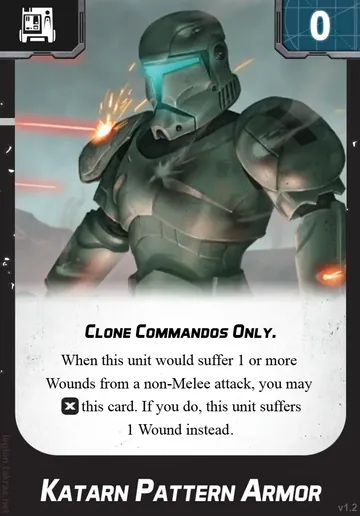 0
Clone Commandos Only.
When this unit would suffer 1 or more
Wounds from a non-Melee attack, you may
this card. If you do, this unit suffers
1 Wound instead.
Katarn Pattern Armor
v1.2